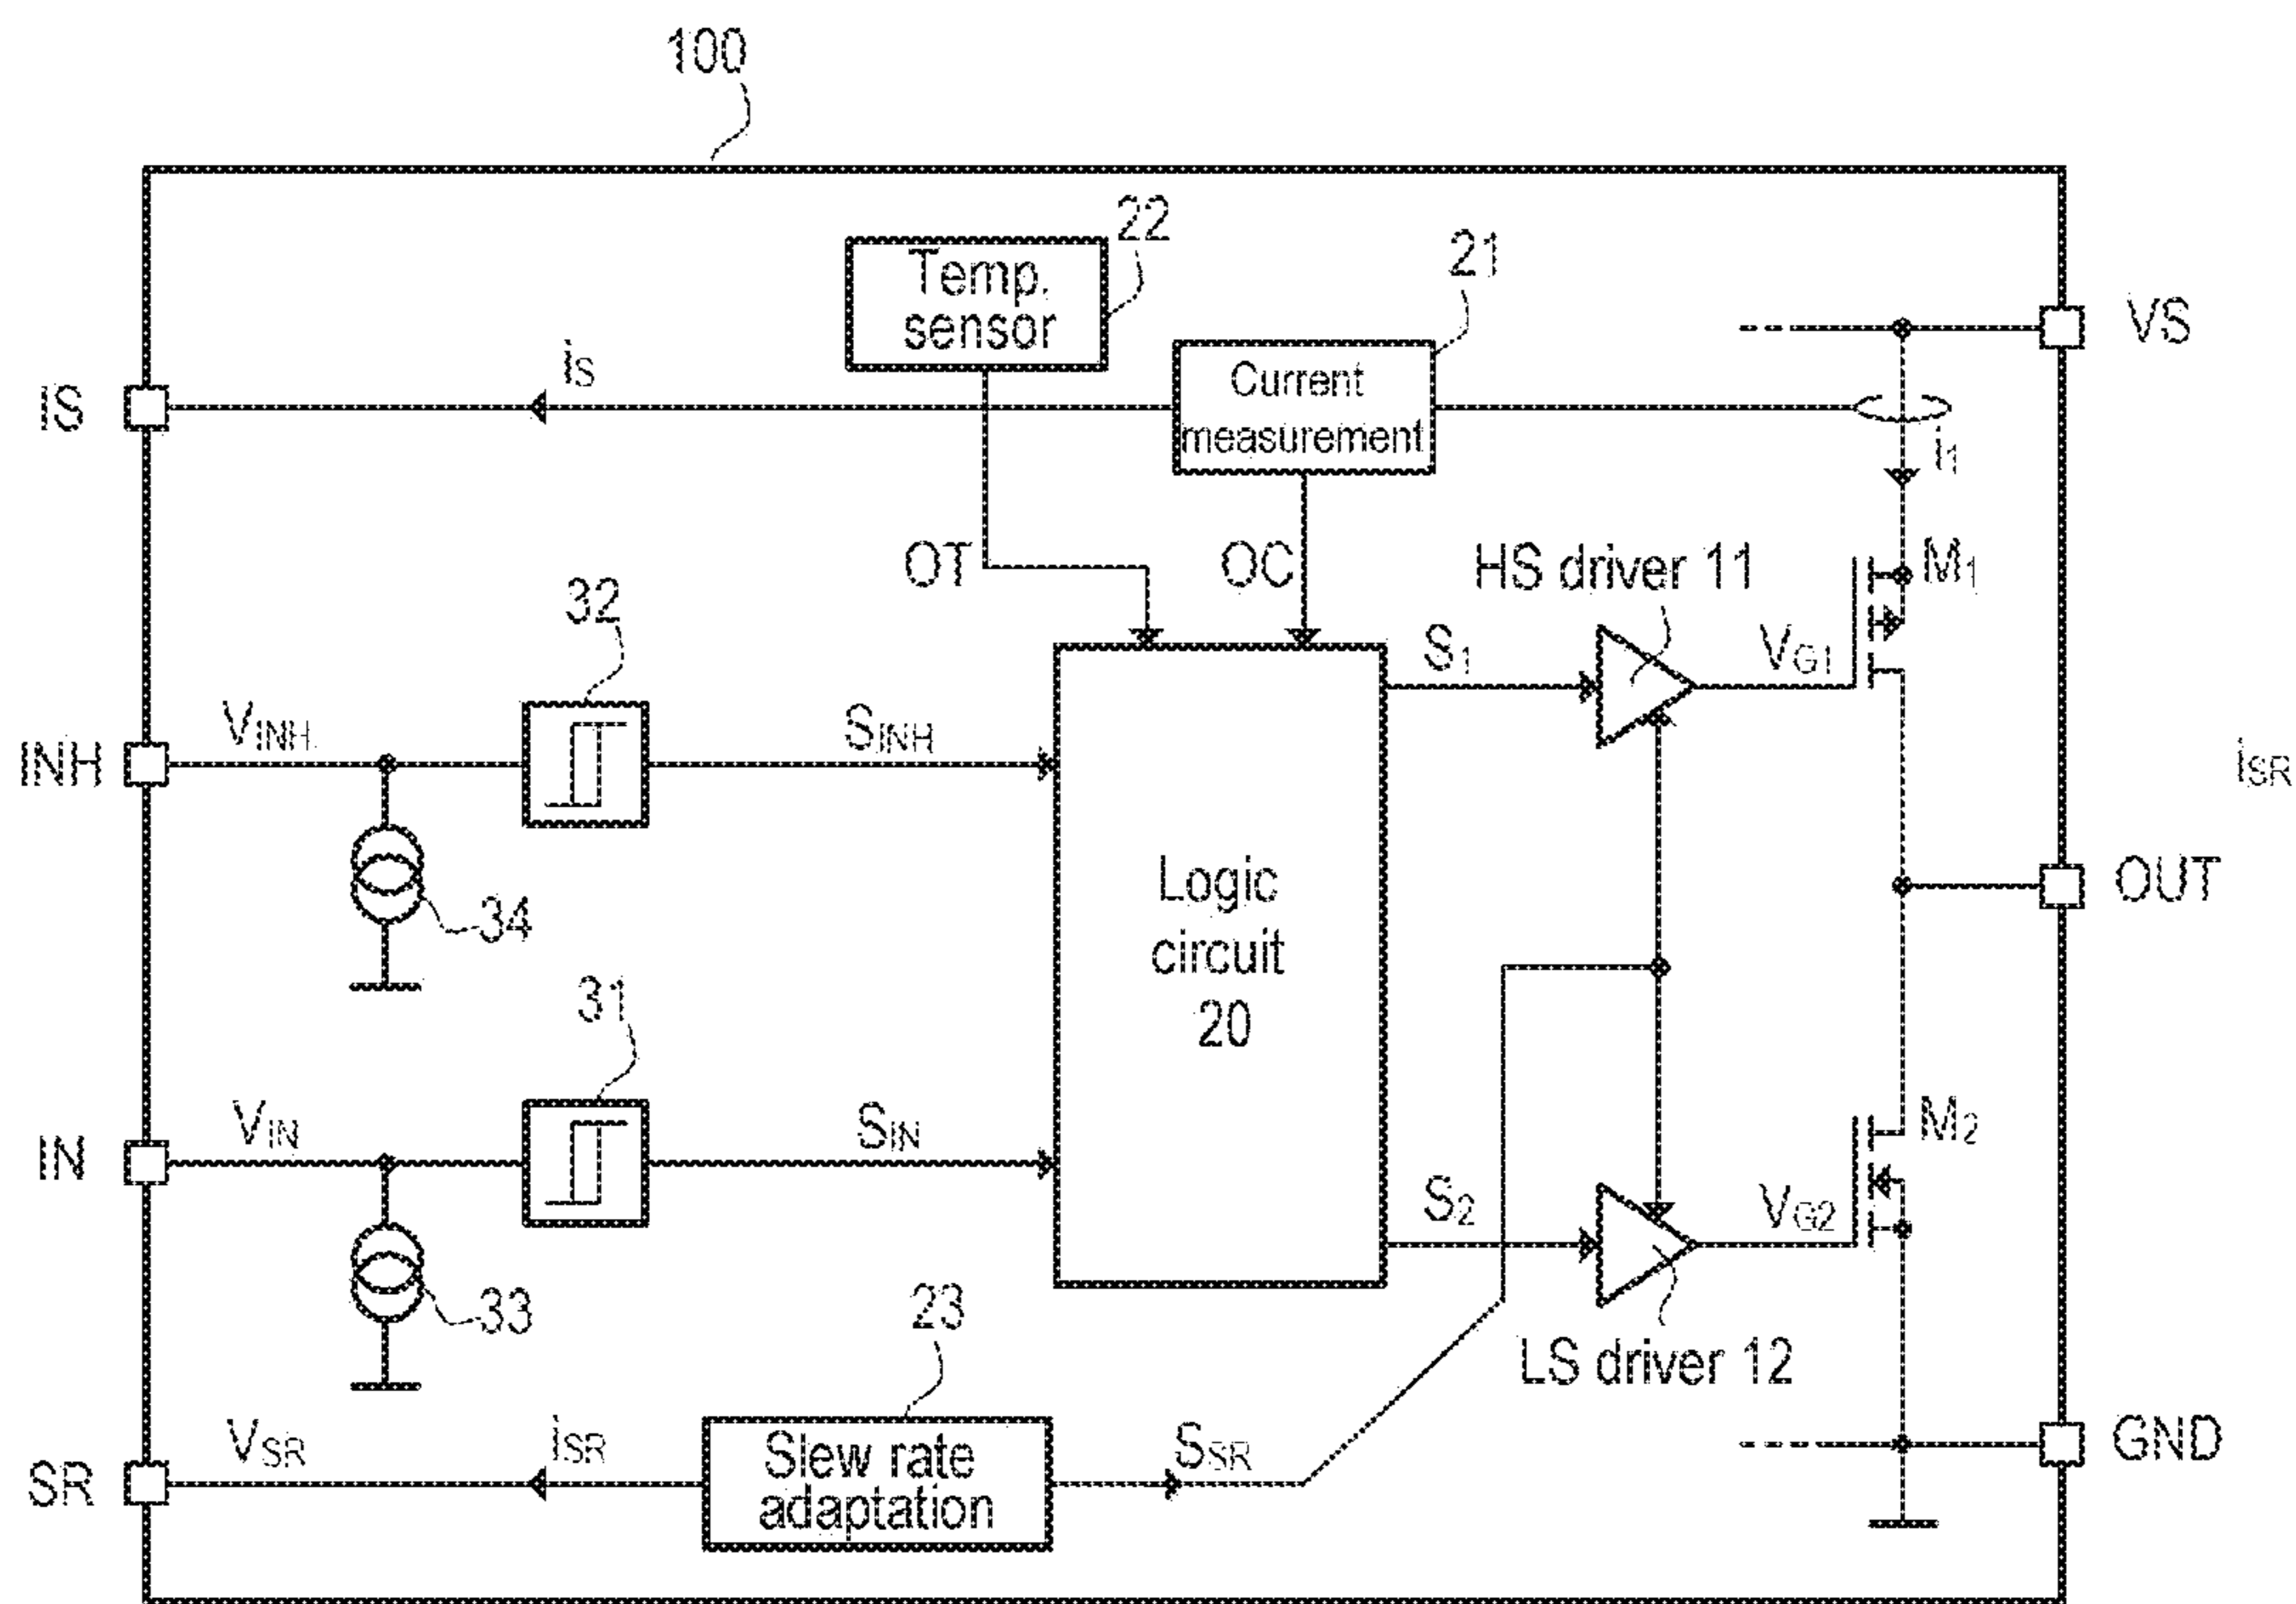 100
22
21
Temp.
sensor
VS
iS
Current
measurement
IS
i1
OT
OC
HS driver 11
M1
32
S1
VG1
VINH
SINH
INH
iSR
Logic
circuit
20
OUT
34
31
VIN
SIN
M2
IN
S2
VG2
33
23
LS driver 12
VSR
iSR
Slew rate
adaptation
SSR
GND
SR